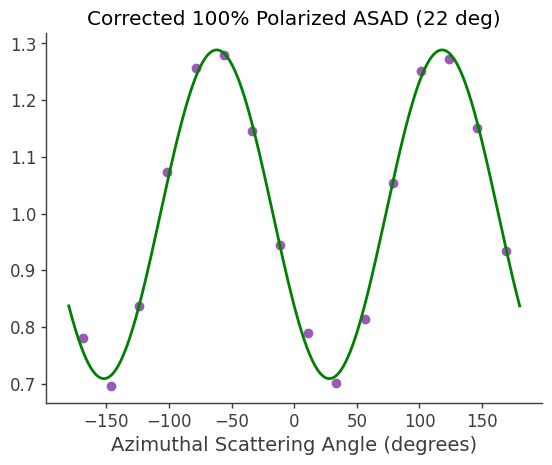 Corrected 100% Polarized ASAD (22 deg)
1.3
1.2
1.1
1.0
0.9
0.8
0.7
−150 −100 −50 0 50 100 150
Azimuthal Scattering Angle (degrees)